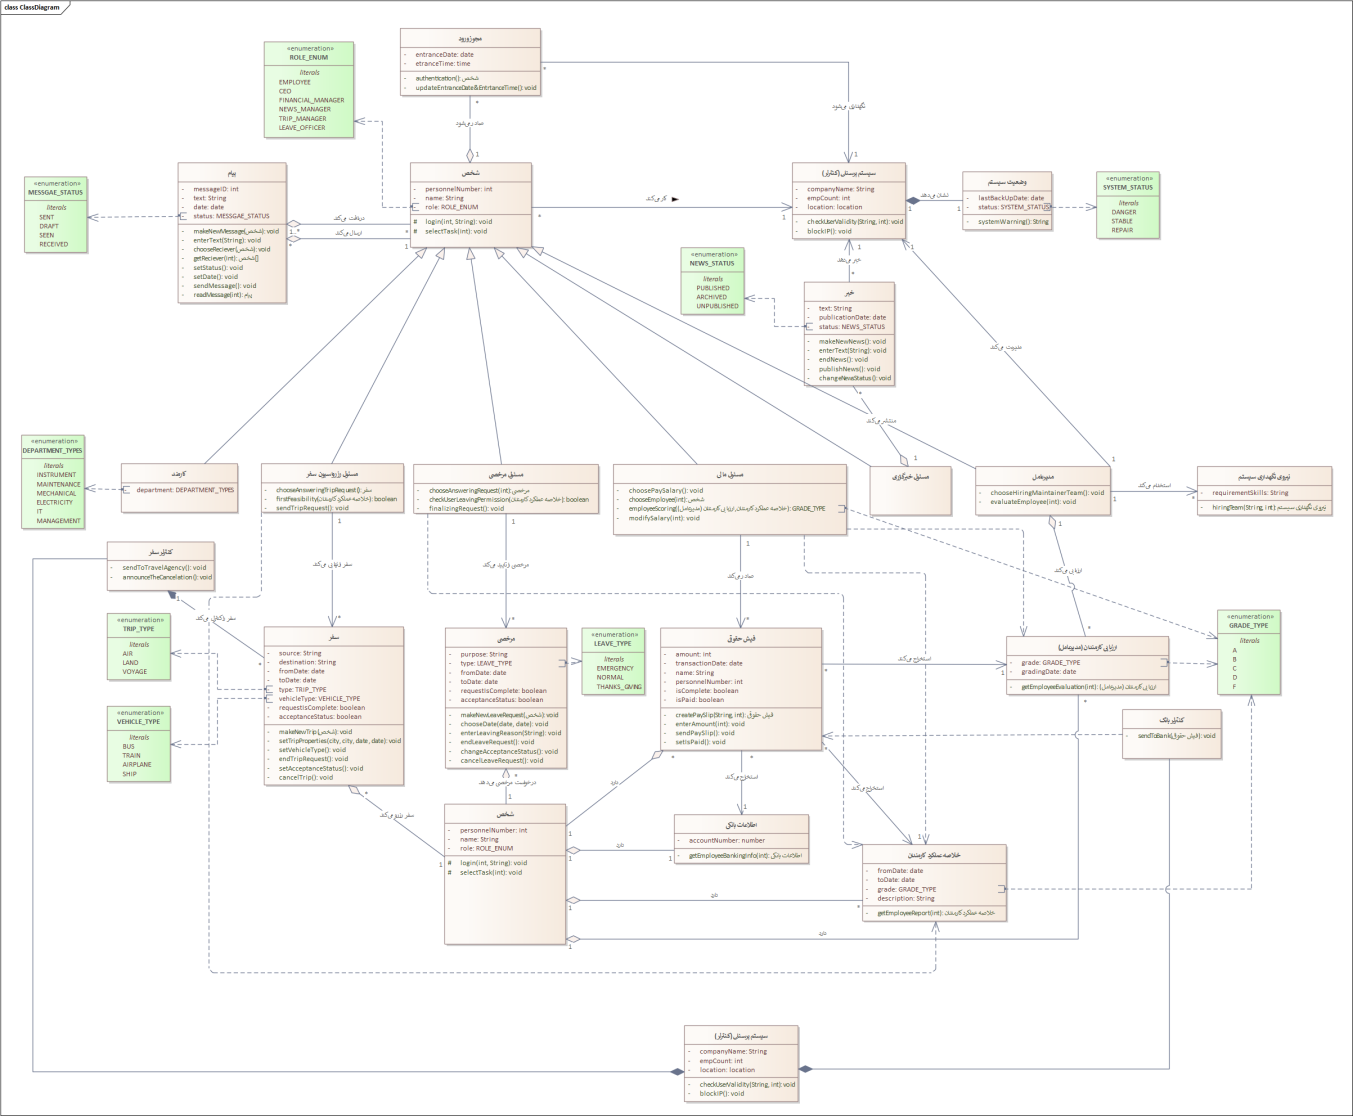 class ClassDiagram
«enumeration»
ROLE_ENUM
literals
EMPLOYEE
CEO
FINANCIAL_MANAGER
NEWS_MANAGER
TRIP_MANAGER
LEAVE_OFFICER
مجوز ورود
- entranceDate: date
- etranceTime: time
- authentication(): شخص
- updateEntranceDate&EntrtanceTime(): void
نگهداری می‌شود
صادر می‌شود
«enumeration»
MESSGAE_STATUS
literals
SENT
DRAFT
SEEN
RECEIVED
پیام
- messageID: int
- text: String
- date: date
- status: MESSGAE_STATUS
- makeNewMessage(شخص): void
- enterText(String): void
- chooseReciever(شخص): void
- getReciever(int): شخص[]
- setStatus(): void
- setDate(): void
- sendMessage(): void
- readMessage(int): پیام
دریافت می‌کند
ارسال می‌کند
شخص
- personnelNumber: int
- name: String
- role: ROLE_ENUM
# login(int, String): void
# selectTask(int): void
کار می‌کند
سیستم پرسنلی (کنترلر)
- companyName: String
- empCount: int
- location: location
- checkUserValidity(String, int): void
- blockIP(): void
نشان می‌دهد
وضعیت سیستم
- lastBackUpDate: date
- status: SYSTEM_STATUS
- systemWarning(): String
«enumeration»
SYSTEM_STATUS
literals
DANGER
STABLE
REPAIR
«enumeration»
NEWS_STATUS
literals
PUBLISHED
ARCHIVED
UNPUBLISHED
خبر می‌دهد
خبر
- text: String
- publicationDate: date
- status: NEWS_STATUS
- makeNewNews(): void
- enterText(String): void
- endNews(): void
- publishNews(): void
- changeNewsStatus(): void
مدیریت می‌کند
منتشر می‌کند
«enumeration»
DEPARTMENT_TYPES
literals
INSTRUMENT
MAINTENANCE
MECHANICAL
ELECTRICITY
IT
MANAGEMENT
کارمند
- department: DEPARTMENT_TYPES
مسئول رزرواسیون سفر
- chooseAnsweringTripRequest(): سفر
- firstFeasibility(خلاصه عملکرد کارمندان): boolean
- sendTripRequest(): void
مسئول مرخصی
- chooseAnsweringRequest(int): مرخصی
- checkUserLeavingPermission(خلاصه عملکرد کارمندان): boolean
- finalizingRequest(): void
مسئول مالی
- choosePaySalary(): void
- chooseEmployee(int): شخص
- employeeScoring(خلاصه عملکرد کارمندان, ارزیابی کارمندان (مدیرعامل)): GRADE_TYPE
- modifySalary(int): void
مسئول خبرگزاری
مدیرعامل
- chooseHiringMaintainerTeam(): void
- evaluateEmployee(int): void
استخدام می‌کند
نیروی نگهداری سیستم
- requirementSkills: String
- hiringTeam(String, int): نیروی نگهداری سیستم
کنترلر سفر
- sendToTravelAgency(): void
- announceTheCancelation(): void
سفر را کنترل می‌کند
سفر نهایی می‌کند
مرخصی را تایید می‌کند
صادر می‌کند
ارزیابی می‌کند
«enumeration»
TRIP_TYPE
literals
AIR
LAND
VOYAGE
«enumeration»
VEHICLE_TYPE
literals
BUS
TRAIN
AIRPLANE
SHIP
سفر
- source: String
- destination: String
- fromDate: date
- toDate: date
- type: TRIP_TYPE
- vehicleType: VEHICLE_TYPE
- requestIsComplete: boolean
- acceptanceStatus: boolean
- makeNewTrip(شخص): void
- setTripProperties(city, city, date, date): void
- setVehicleType(): void
- endTripRequest(): void
- setAcceptanceStatus(): void
- cancelTrip(): void
مرخصی
- purpose: String
- type: LEAVE_TYPE
- fromDate: date
- toDate: date
- requestIsComplete: boolean
- acceptanceStatus: boolean
- makeNewLeaveRequest(شخص): void
- chooseDate(date, date): void
- enterLeavingReason(String): void
- endLeaveRequest(): void
- changeAcceptanceStatus(): void
- cancelLeaveRequest(): void
«enumeration»
LEAVE_TYPE
literals
EMERGENCY
NORMAL
THANKS_GIVING
فیش حقوقی
- amount: int
- transactionDate: date
- name: String
- personnelNumber: int
- isComplete: boolean
- isPaid: boolean
- createPaySlip(String, int): فیش حقوقی
- enterAmount(int): void
- sendPaySlip(): void
- setIsPaid(): void
استخراج می‌کند
ارزیابی کارمندان (مدیرعامل)
- grade: GRADE_TYPE
- gradingDate: date
- getEmployeeEvaluation(int): ارزیابی کارمندان (مدیرعامل)
«enumeration»
GRADE_TYPE
literals
A
B
C
D
F
کنترلر بانک
- sendToBank(فیش حقوقی): void
درخواست مرخصی می‌دهد
دارد
استخراج می‌کند
استخراج می‌کند
سفر رزرو می‌کند
شخص
- personnelNumber: int
- name: String
- role: ROLE_ENUM
# login(int, String): void
# selectTask(int): void
دارد
اطلاعات بانکی
- accountNumber: number
- getEmployeeBankingInfo(int): اطلاعات بانکی
خلاصه عملکرد کارمندان
- fromDate: date
- toDate: date
- grade: GRADE_TYPE
- description: String
- getEmployeeReport(int): خلاصه عملکرد کارمندان
دارد
دارد
سیستم پرسنلی (کنترلر)
- companyName: String
- empCount: int
- location: location
- checkUserValidity(String, int): void
- blockIP(): void